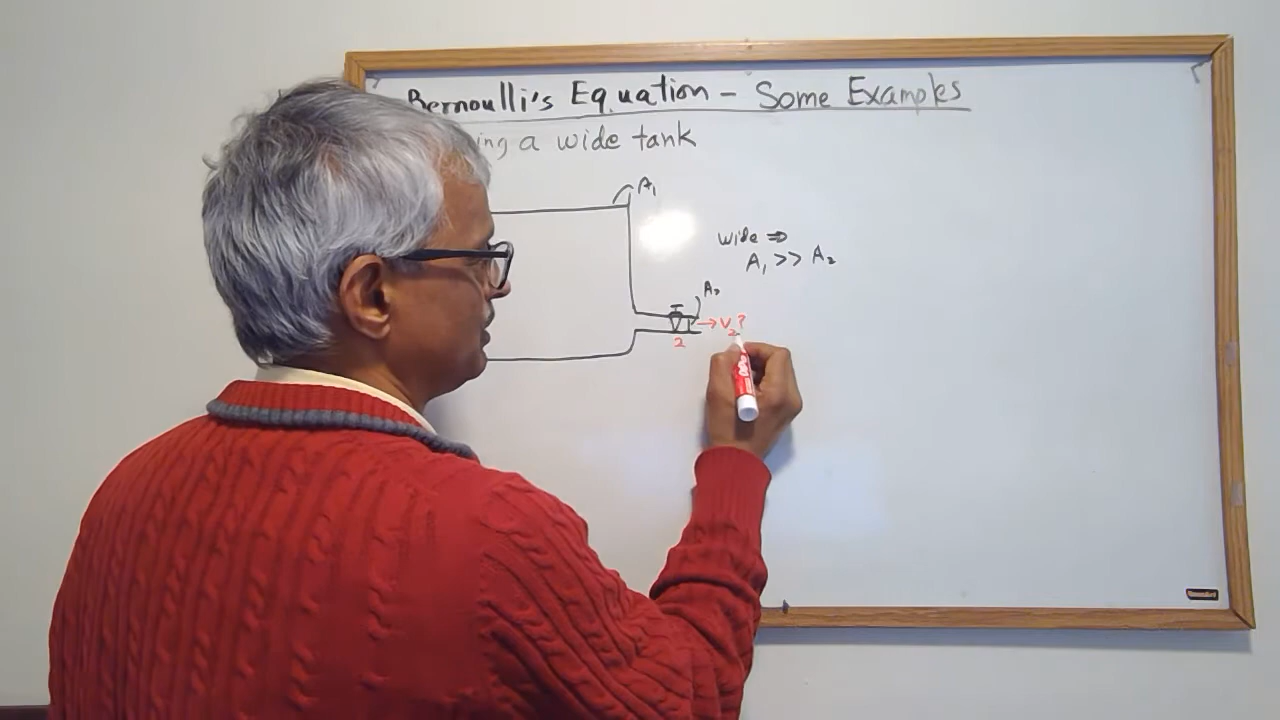 Bernoulli's Equation - Some Examples
ing a wide tank
A₁
wide ⇒
A₁ >> A₂
A₂
→ V₂?
2